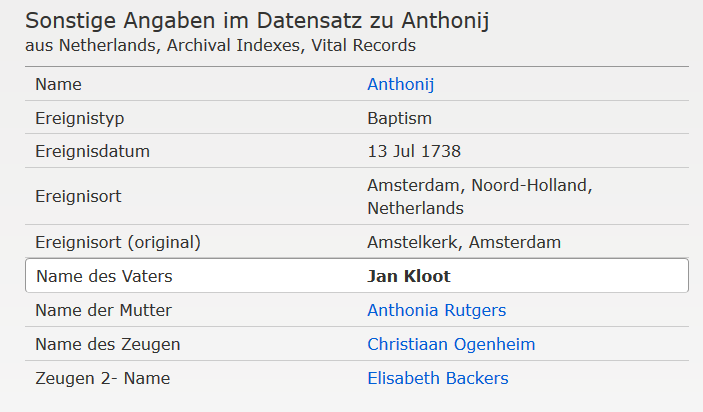 Sonstige Angaben im Datensatz zu Anthonij
aus Netherlands, Archival Indexes, Vital Records
Name Anthonij
Ereignistyp Baptism
Ereignisdatum 13 Jul 1738
Ereignisort Amsterdam, Noord-Holland,
Netherlands
Ereignisort (original) Amstelkerk, Amsterdam
Name des Vaters Jan Kloot
Name der Mutter Anthonia Rutgers
Name des Zeugen Christiaan Ogenheim
Zeugen 2- Name Elisabeth Backers